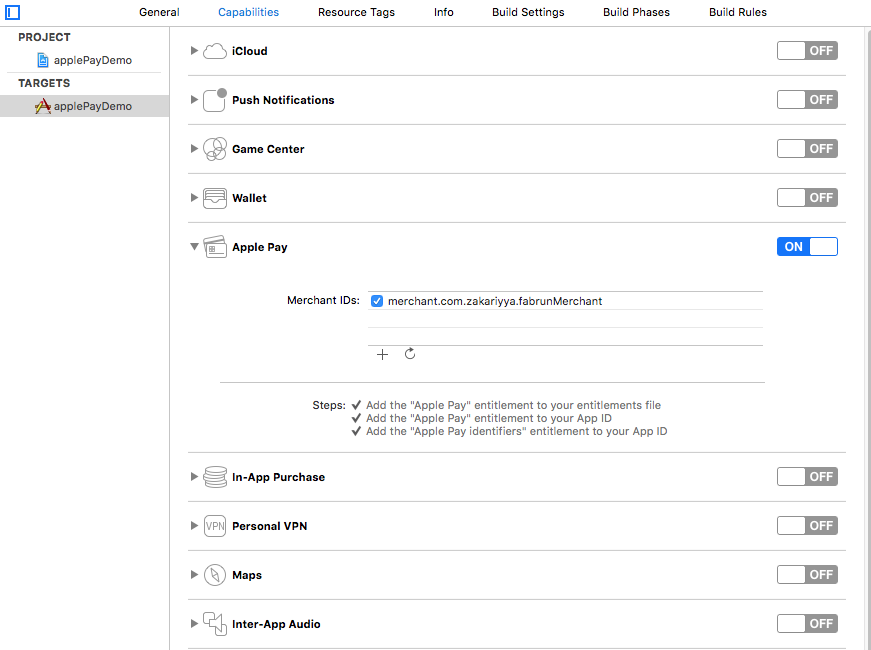 General Capabilities Resource Tags Info Build Settings Build Phases Build Rules
PROJECT
applePayDemo
TARGETS
applePayDemo
iCloud OFF
Push Notifications OFF
Game Center OFF
Wallet OFF
Apple Pay ON
Merchant IDs: merchant.com.zakariyya.fabrunMerchant
Steps: Add the "Apple Pay" entitlement to your entitlements file
Add the "Apple Pay" entitlement to your App ID
Add the "Apple Pay identifiers" entitlement to your App ID
In-App Purchase OFF
VPN Personal VPN OFF
Maps OFF
Inter-App Audio OFF